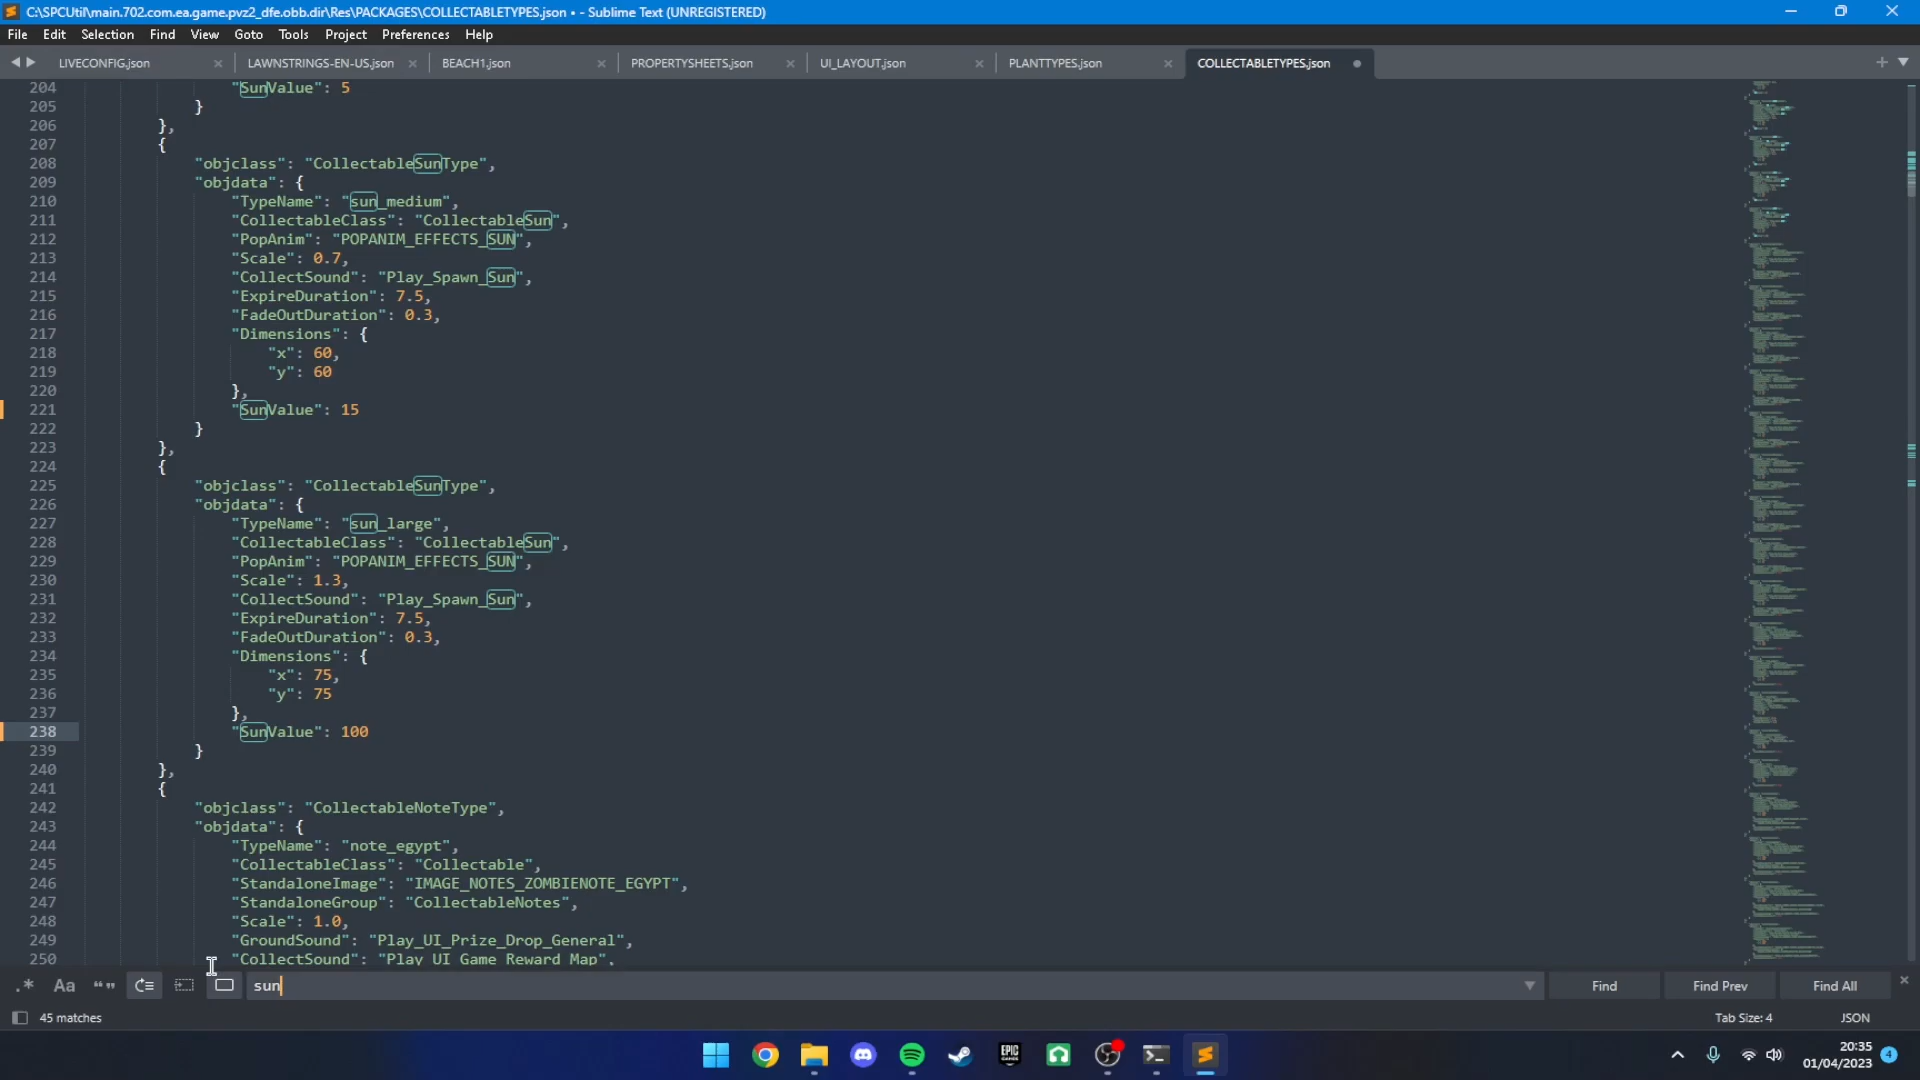 C:\SPCUtil\main.702.com.ea.game.pvz2_dfe.obb.dir\Res\PACKAGES\COLLECTABLETYPES.json • - Sublime Text (UNREGISTERED)
File Edit Selection Find View Goto Tools Project Preferences Help
LIVECONFIG.json LAWNSTRINGS-EN-US.json BEACH1.json PROPERTYSHEETS.json UI_LAYOUT.json PLANTTYPES.json COLLECTABLETYPES.json
204 "SunValue": 5
205 }
206 },
207 {
208 "objclass": "CollectableSunType",
209 "objdata": {
210 "TypeName": "sun_medium",
211 "CollectableClass": "CollectableSun",
212 "PopAnim": "POPANIM_EFFECTS_SUN",
213 "Scale": 0.7,
214 "CollectSound": "Play_Spawn_Sun",
215 "ExpireDuration": 7.5,
216 "FadeOutDuration": 0.3,
217 "Dimensions": {
218 "x": 60,
219 "y": 60
220 },
221 "SunValue": 15
222 }
223 },
224 {
225 "objclass": "CollectableSunType",
226 "objdata": {
227 "TypeName": "sun_large",
228 "CollectableClass": "CollectableSun",
229 "PopAnim": "POPANIM_EFFECTS_SUN",
230 "Scale": 1.3,
231 "CollectSound": "Play_Spawn_Sun",
232 "ExpireDuration": 7.5,
233 "FadeOutDuration": 0.3,
234 "Dimensions": {
235 "x": 75,
236 "y": 75
237 },
238 "SunValue": 100
239 }
240 },
241 {
242 "objclass": "CollectableNoteType",
243 "objdata": {
244 "TypeName": "note_egypt",
245 "CollectableClass": "Collectable",
246 "StandaloneImage": "IMAGE_NOTES_ZOMBIENOTE_EGYPT",
247 "StandaloneGroup": "CollectableNotes",
248 "Scale": 1.0,
249 "GroundSound": "Play_UI_Prize_Drop_General",
250 "CollectSound": "Play_UI_Game_Reward_Map",
.* Aa “” sun Find Find Prev Find All
45 matches Tab Size: 4 JSON
EPIC GAMES 20:35
01/04/2023 4